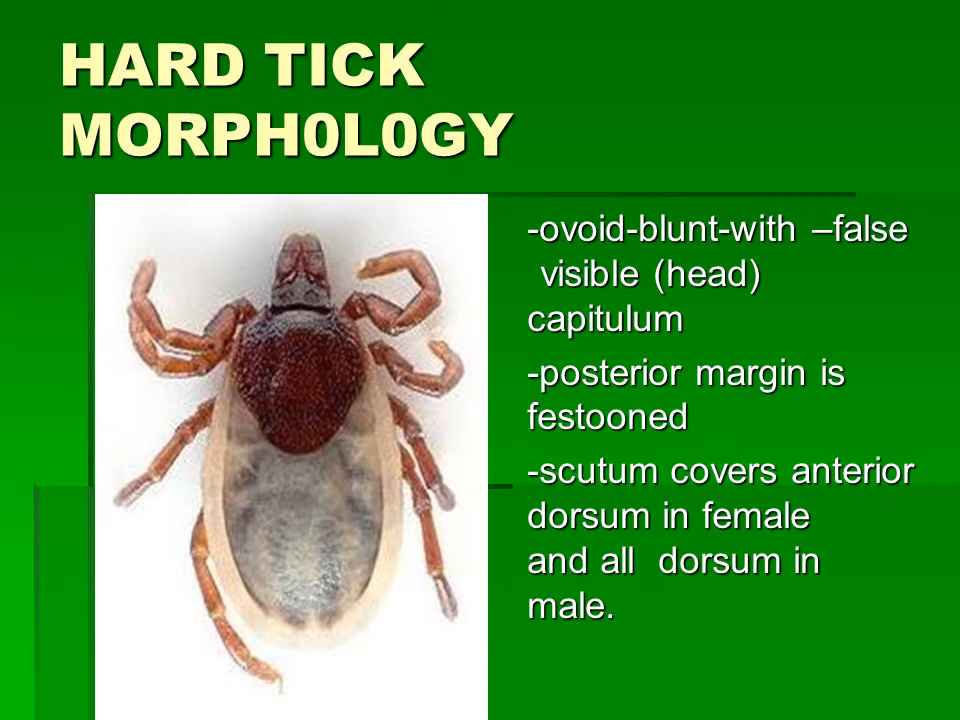 HARD TICK
MORPH0L0GY
-ovoid-blunt-with –false
visible (head)
capitulum
-posterior margin is
festooned
-scutum covers anterior
dorsum in female
and all dorsum in
male.